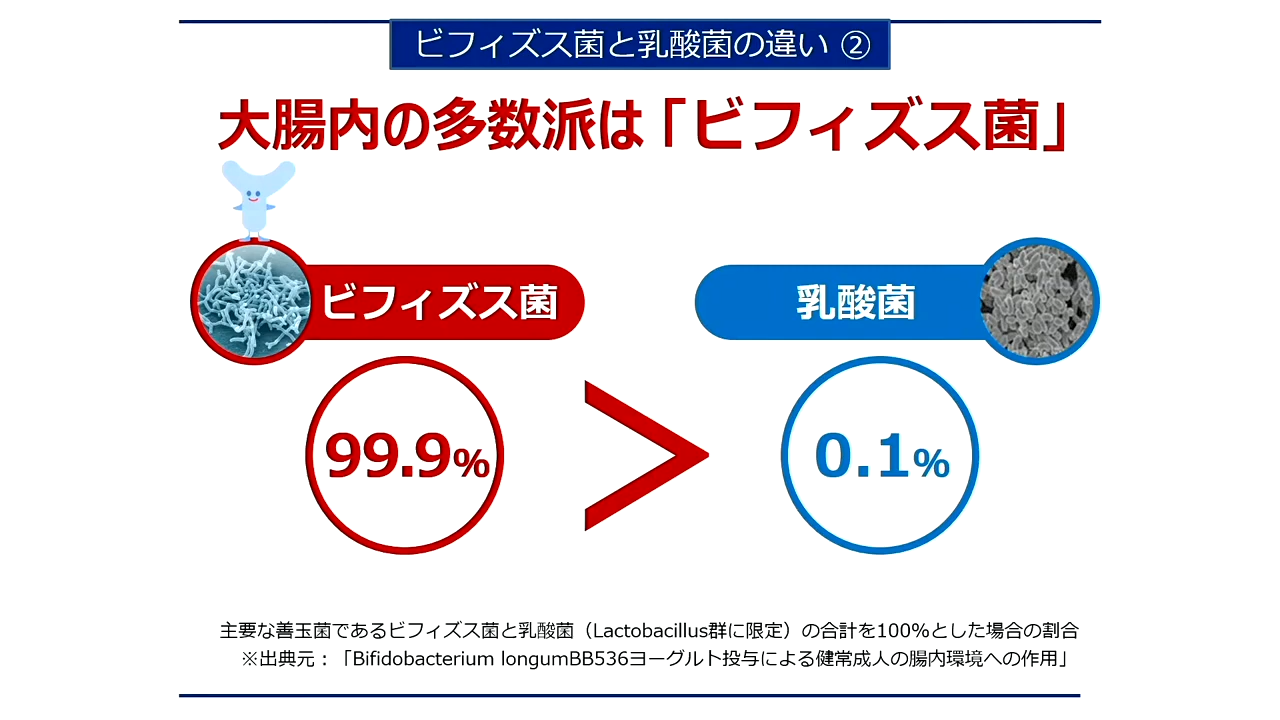 ビフィズス菌と乳酸菌の違い ②
大腸内の多数派は「ビフィズス菌」
ビフィズス菌
乳酸菌
99.9%
0.1%
主要な善玉菌であるビフィズス菌と乳酸菌（Lactobacillus群に限定）の合計を100%とした場合の割合
※出典元：「Bifidobacterium longumBB536ヨーグルト投与による健常成人の腸内環境への作用」